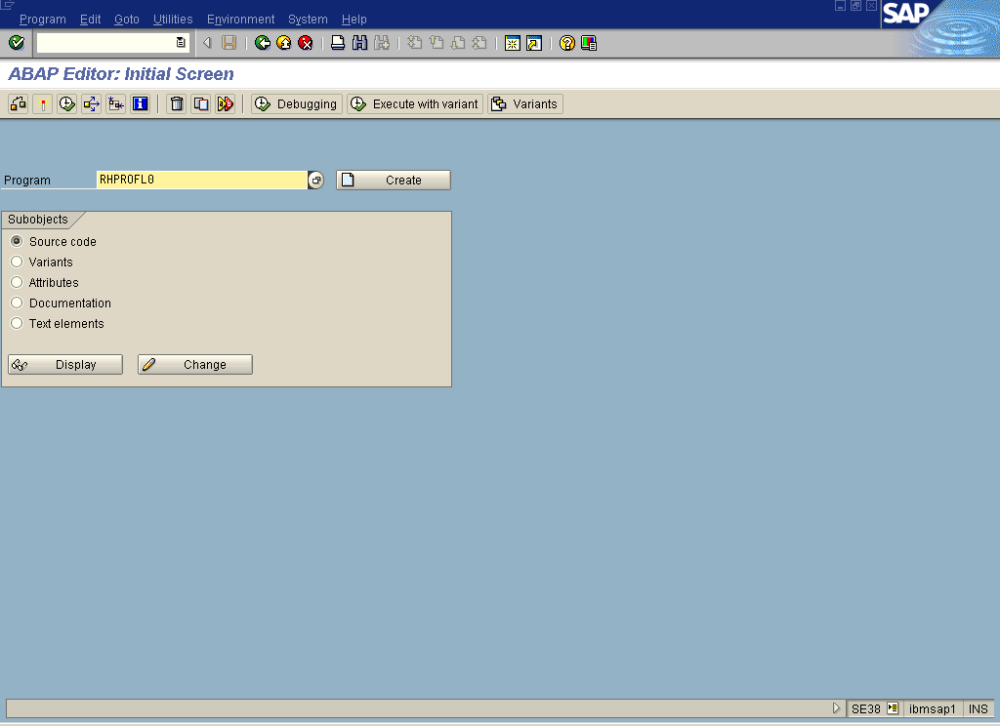 Program Edit Goto Utilities Environment System Help
SAP
ABAP Editor: Initial Screen
Debugging Execute with variant Variants
Program RHPROFL0 Create
Subobjects
Source code
Variants
Attributes
Documentation
Text elements
Display Change
SE38 ibmsap1 INS